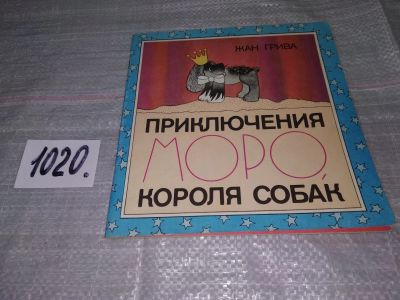 ЖАН ГРИВА
ПРИКЛЮЧЕНИЯ
МОРО,
КОРОЛЯ СОБАК
1020.